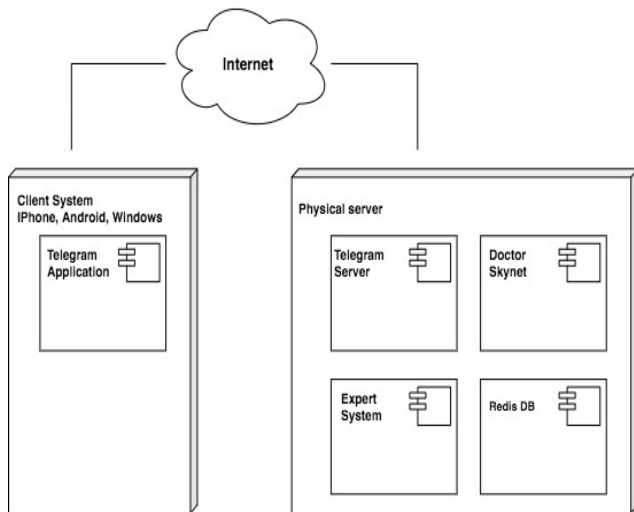 Internet
Client System
IPhone, Android, Windows
Telegram
Application
Physical server
Telegram
Server
Doctor
Skynet
Expert
System
Redis DB